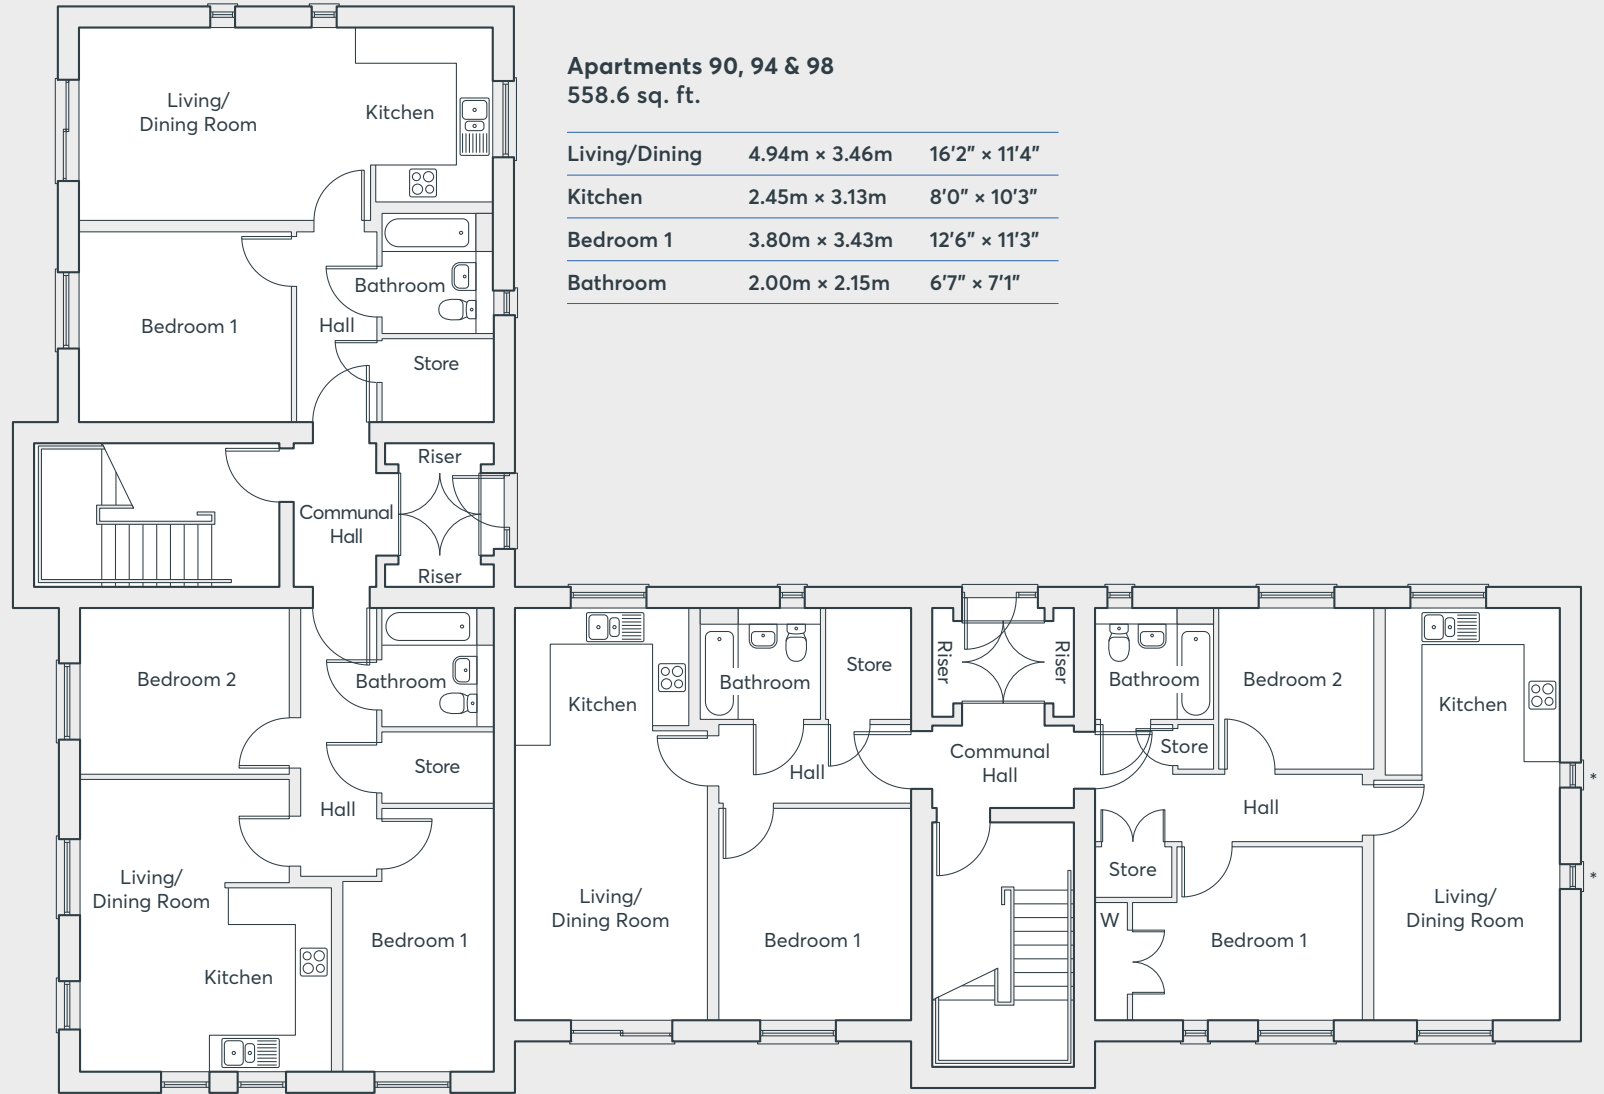 Apartments 90, 94 & 98
558.6 sq. ft.
Living/Dining 4.94m × 3.46m 16’2” × 11’4”
Kitchen 2.45m × 3.13m 8’0” × 10’3”
Bedroom 1 3.80m × 3.43m 12’6” × 11’3”
Bathroom 2.00m × 2.15m 6’7” × 7’1”
Living/
Dining Room
Kitchen
Bathroom
Bedroom 1
Hall
Store
Riser
Communal
Hall
Riser
Bedroom 2
Bathroom
Store
Hall
Living/
Dining Room
Bedroom 1
Kitchen
Kitchen
Bathroom
Store
Hall
Living/
Dining Room
Bedroom 1
Riser
Riser
Communal
Hall
Bathroom
Bedroom 2
Store
Kitchen
Hall
Store
W
Bedroom 1
Living/
Dining Room
*
*